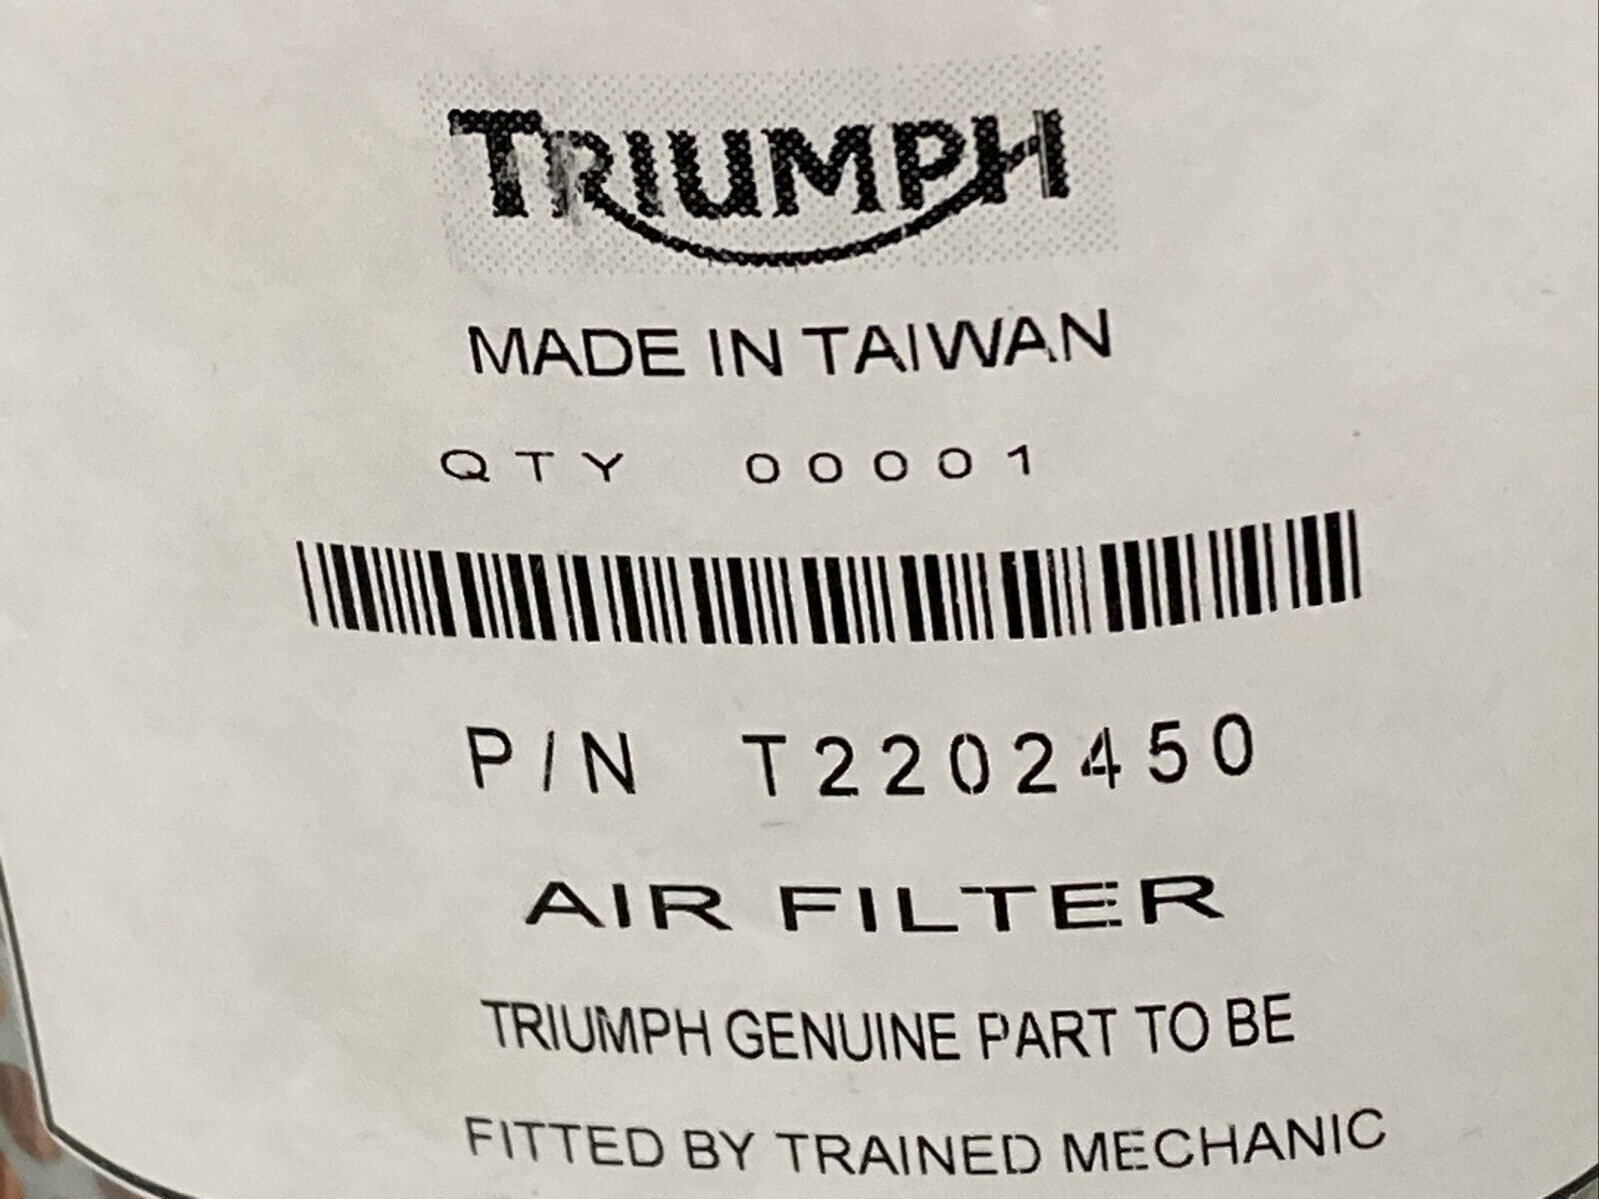 TRIUMPH
MADE IN TAIWAN
QTY 00001
P/N T2202450
AIR FILTER
TRIUMPH GENUINE PART TO BE
FITTED BY TRAINED MECHANIC